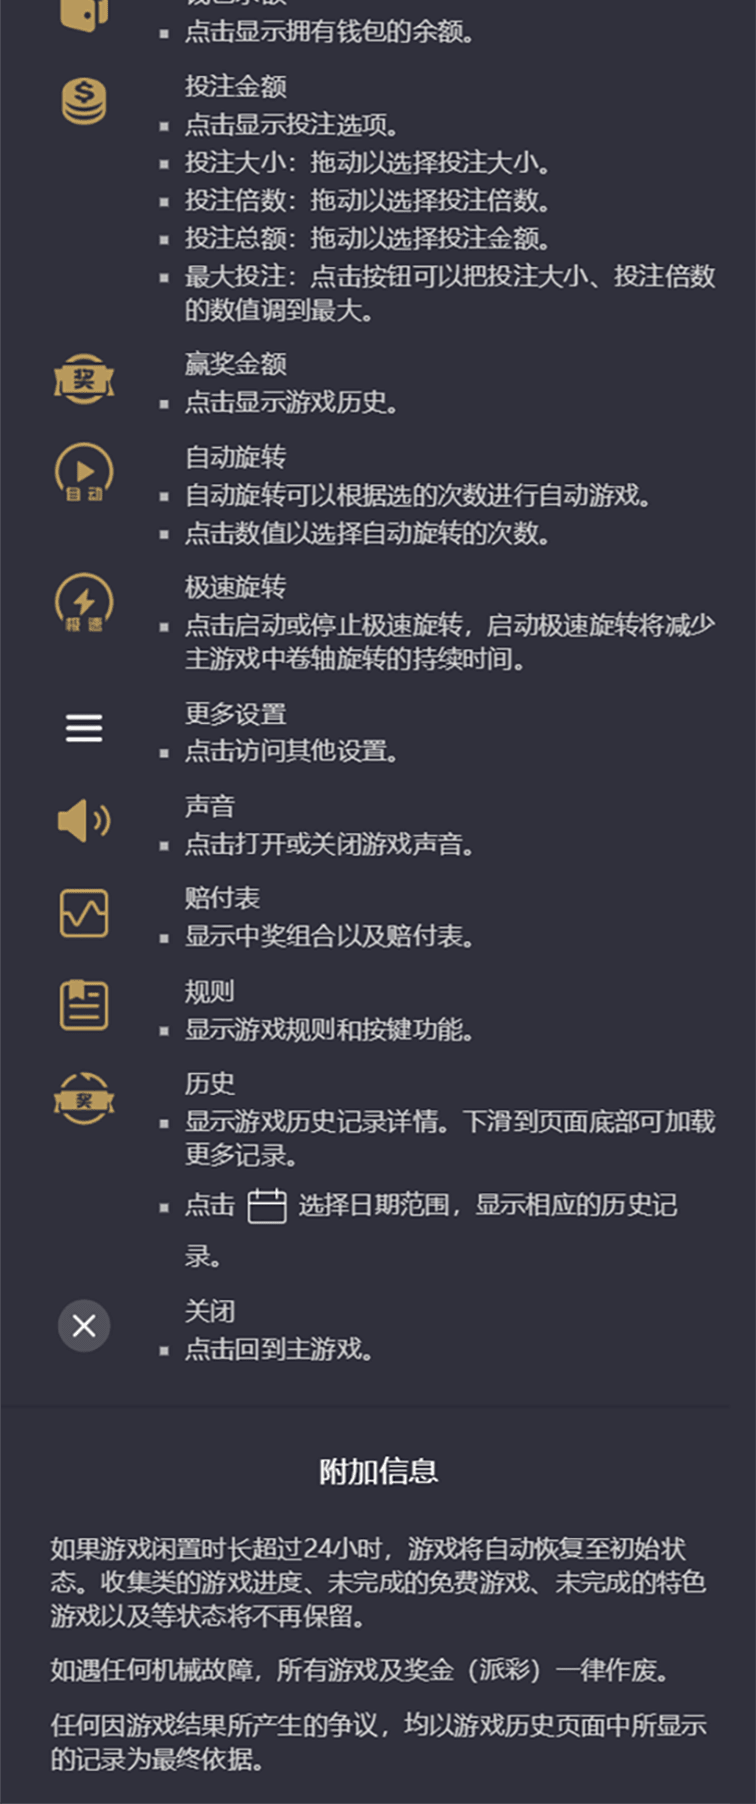 点击显示拥有钱包的余额。
投注金额
点击显示投注选项。
投注大小：拖动以选择投注大小。
投注倍数：拖动以选择投注倍数。
投注总额：拖动以选择投注金额。
最大投注：点击按钮可以把投注大小、投注倍数
的数值调到最大。
奖
赢奖金额
点击显示游戏历史。
自动
自动旋转
自动旋转可以根据选的次数进行自动游戏。
点击数值以选择自动旋转的次数。
极速
极速旋转
点击启动或停止极速旋转，启动极速旋转将减少
主游戏中卷轴旋转的持续时间。
更多设置
点击访问其他设置。
声音
点击打开或关闭游戏声音。
赔付表
显示中奖组合以及赔付表。
规则
显示游戏规则和按键功能。
奖
历史
显示游戏历史记录详情。下滑到页面底部可加载
更多记录。
点击 选择日期范围，显示相应的历史记
录。
关闭
点击回到主游戏。
附加信息
如果游戏闲置时长超过24小时，游戏将自动恢复至初始状
态。收集类的游戏进度、未完成的免费游戏、未完成的特色
游戏以及等状态将不再保留。
如遇任何机械故障，所有游戏及奖金（派彩）一律作废。
任何因游戏结果所产生的争议，均以游戏历史页面中所显示
的记录为最终依据。